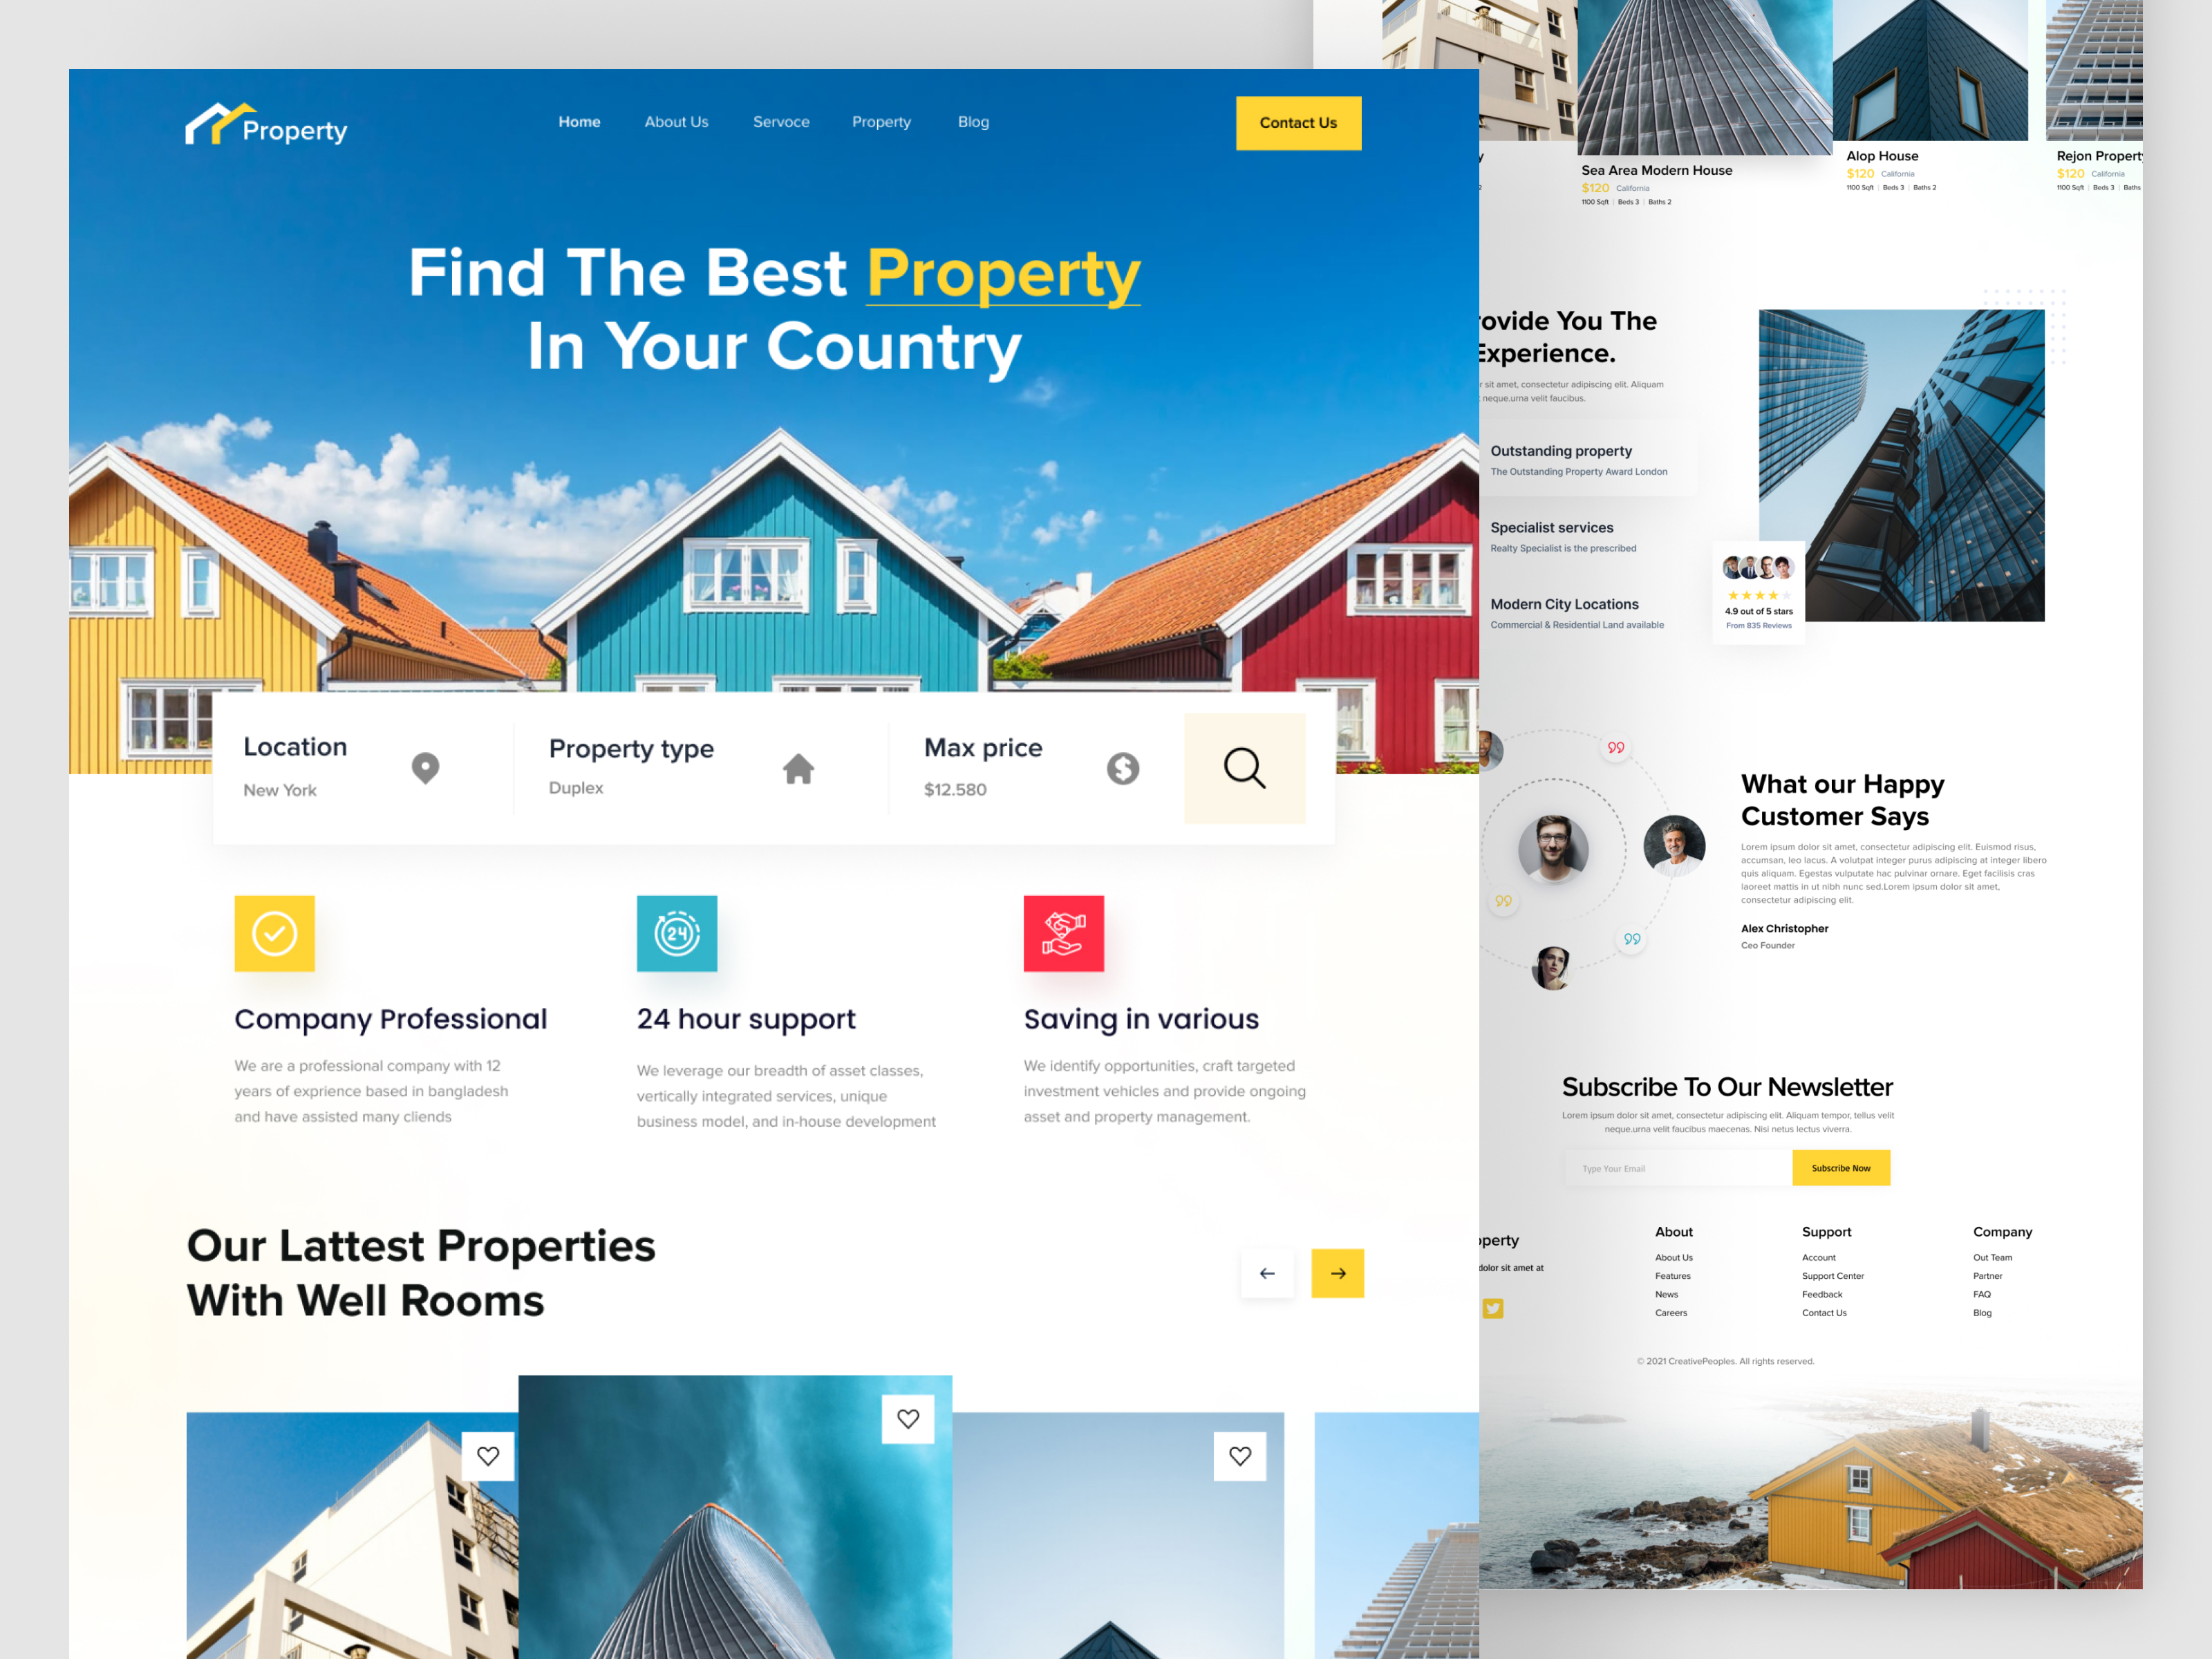 Property
Home
About Us
Servoce
Property
Blog
Contact Us
Find The Best Property
In Your Country
Location
New York
Property type
Duplex
Max price
$12.580
24
Company Professional
We are a professional company with 12
years of exprience based in bangladesh
and have assisted many cliends
24 hour support
We leverage our breadth of asset classes,
vertically integrated services, unique
business model, and in-house development
Saving in various
We identify opportunities, craft targeted
investment vehicles and provide ongoing
asset and property management.
Our Lattest Properties
With Well Rooms
Sea Area Modern House
$120 California
1100 Sqft | Beds 3 | Baths 2
Alop House
$120 California
1100 Sqft | Beds 3 | Baths 2
Rejon Property
$120 California
1100 Sqft | Beds 3 | Baths
ovide You The
Experience.
sit amet, consectetur adipiscing elit. Aliquam
neque.urna velit faucibus.
Outstanding property
The Outstanding Property Award London
Specialist services
Realty Specialist is the prescribed
Modern City Locations
Commercial & Residential Land available
4.9 out of 5 stars
From 835 Reviews
What our Happy
Customer Says
Lorem ipsum dolor sit amet, consectetur adipiscing elit. Euismod risus,
accumsan, leo lacus. A volutpat integer purus adipiscing at integer libero
quis aliquam. Egestas vulputate hac pulvinar ornare. Eget facilisis cras
laoreet mattis in ut nibh nunc sed.Lorem ipsum dolor sit amet,
consectetur adipiscing elit.
Alex Christopher
Ceo Founder
Subscribe To Our Newsletter
Lorem ipsum dolor sit amet, consectetur adipiscing elit. Aliquam tempor, tellus velit
neque.urna velit faucibus maecenas. Nisi netus lectus viverra.
Type Your Email
Subscribe Now
perty
dolor sit amet at
About
About Us
Features
News
Careers
Support
Account
Support Center
Feedback
Contact Us
Company
Out Team
Partner
FAQ
Blog
© 2021 CreativePeoples. All rights reserved.